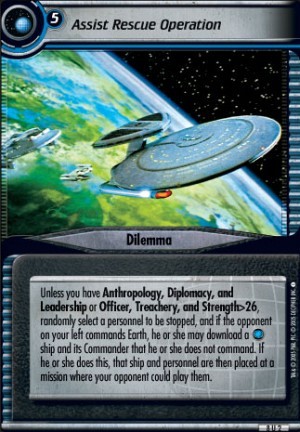 5
Assist Rescue Operation
Dilemma
Unless you have Anthropology, Diplomacy, and
Leadership or Officer, Treachery, and Strength>26,
randomly select a personnel to be stopped, and if the opponent
on your left commands Earth, he or she may download a
ship and its Commander that he or she does not command. If
he or she does this, that ship and personnel are then placed at a
mission where your opponent could play them.